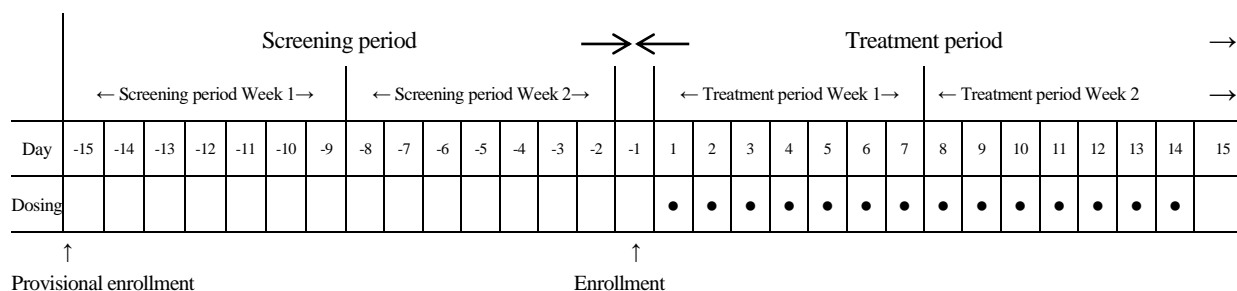 Screening period → ← Treatment period →
← Screening period Week 1→ ← Screening period Week 2→ ← Treatment period Week 1→ ← Treatment period Week 2 →
Day -15 -14 -13 -12 -11 -10 -9 -8 -7 -6 -5 -4 -3 -2 -1 1 2 3 4 5 6 7 8 9 10 11 12 13 14 15
Dosing ● ● ● ● ● ● ● ● ● ● ● ● ● ●
↑ ↑
Provisional enrollment Enrollment